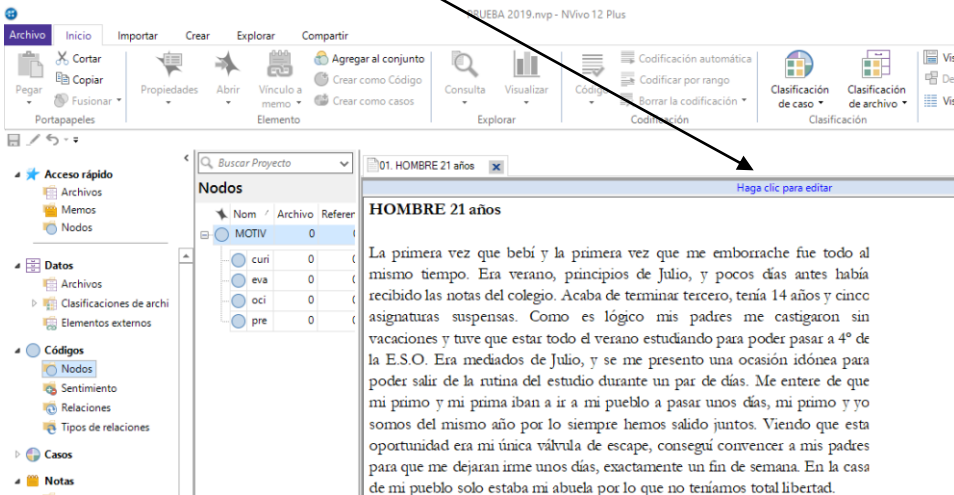 PRUEBA 2019.nvp - NVivo 12 Plus
Archivo Inicio Importar Crear Explorar Compartir
Pegar
Cortar
Copiar
Fusionar
Portapapeles
Propiedades
Abrir
Vínculo a
memo
Agregar al conjunto
Crear como Código
Crear como casos
Elemento
Consulta
Visualizar
Explorar
Código
Codificación automática
Codificar por rango
Borrar la codificación
Codificación
Clasificación
de caso
Clasificación
de archivo
Clasificación
Vis
De
Vis
Acceso rápido
Archivos
Memos
Nodos
Datos
Archivos
Clasificaciones de archi
Elementos externos
Códigos
Nodos
Sentimiento
Relaciones
Tipos de relaciones
Casos
Notas
Buscar Proyecto
Nodos
Nom Archivo Referer
MOTIV 0 0
curi 0 0
eva 0 0
oci 0 0
pre 0 0
01. HOMBRE 21 años
Haga clic para editar
HOMBRE 21 años
La primera vez que bebí y la primera vez que me emborrache fue todo al
mismo tiempo. Era verano, principios de Julio, y pocos días antes había
recibido las notas del colegio. Acaba de terminar tercero, tenía 14 años y cinco
asignaturas suspensas. Como es lógico mis padres me castigaron sin
vacaciones y tuve que estar todo el verano estudiando para poder pasar a 4º de
la E.S.O. Era mediados de Julio, y se me presento una ocasión idónea para
poder salir de la rutina del estudio durante un par de días. Me entere de que
mi primo y mi prima iban a ir a mi pueblo a pasar unos días, mi primo y yo
somos del mismo año por lo siempre hemos salido juntos. Viendo que esta
oportunidad era mi única válvula de escape, conseguí convencer a mis padres
para que me dejaran irme unos días, exactamente un fin de semana. En la casa
de mi pueblo solo estaba mi abuela por lo que no teníamos total libertad.